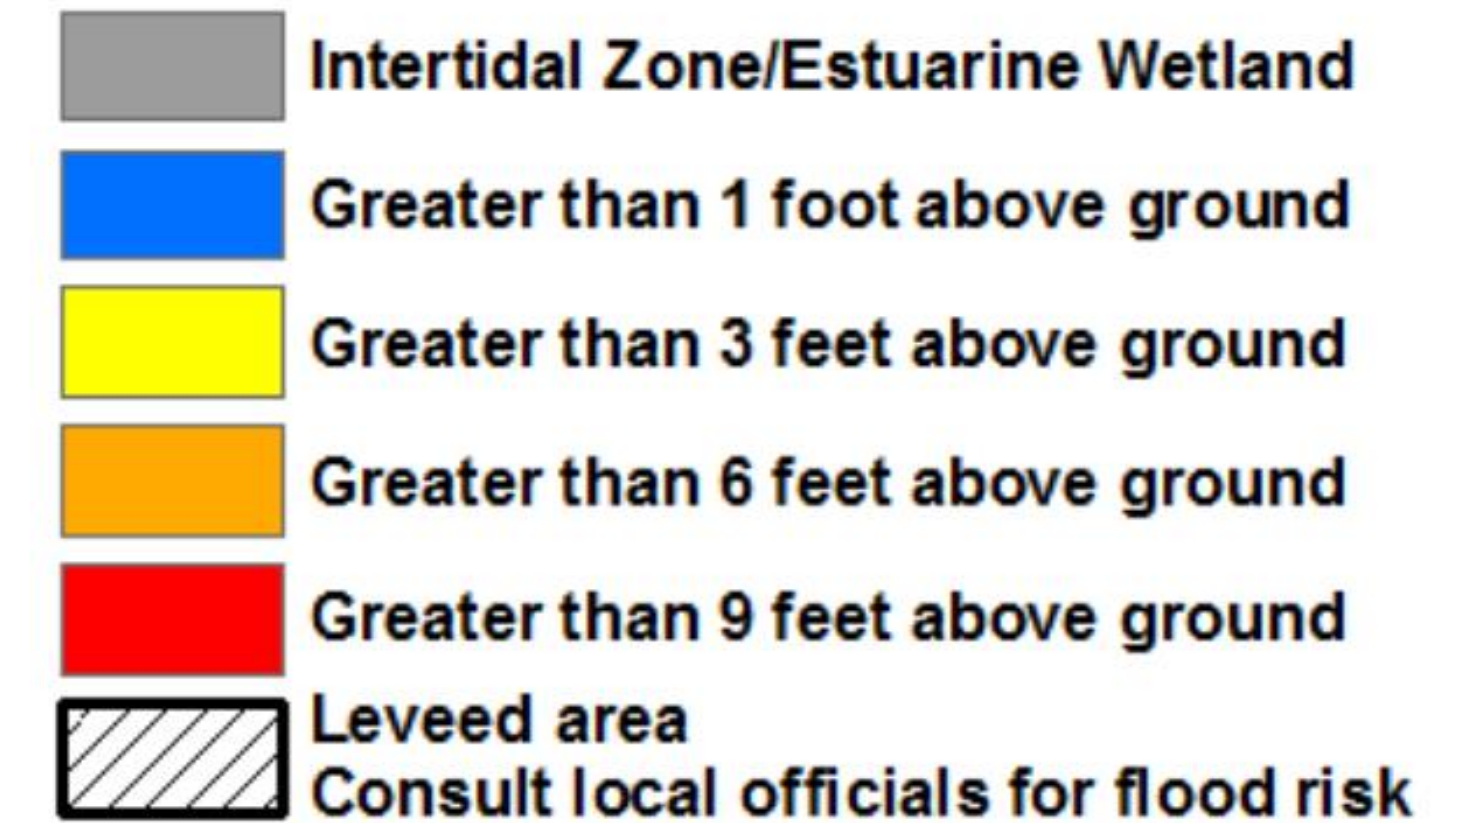 Intertidal Zone/Estuarine Wetland
Greater than 1 foot above ground
Greater than 3 feet above ground
Greater than 6 feet above ground
Greater than 9 feet above ground
Leveed area
Consult local officials for flood risk